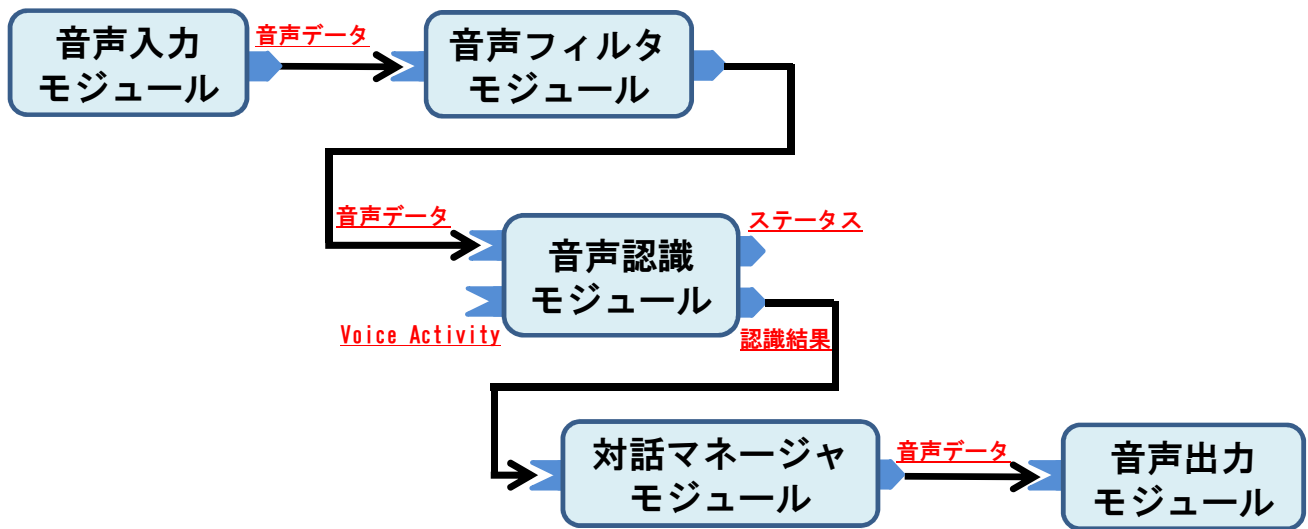 音声入力
モジュール
音声データ
音声フィルタ
モジュール
音声データ
音声認識
モジュール
ステータス
Voice Activity
認識結果
対話マネージャ
モジュール
音声データ
音声出力
モジュール